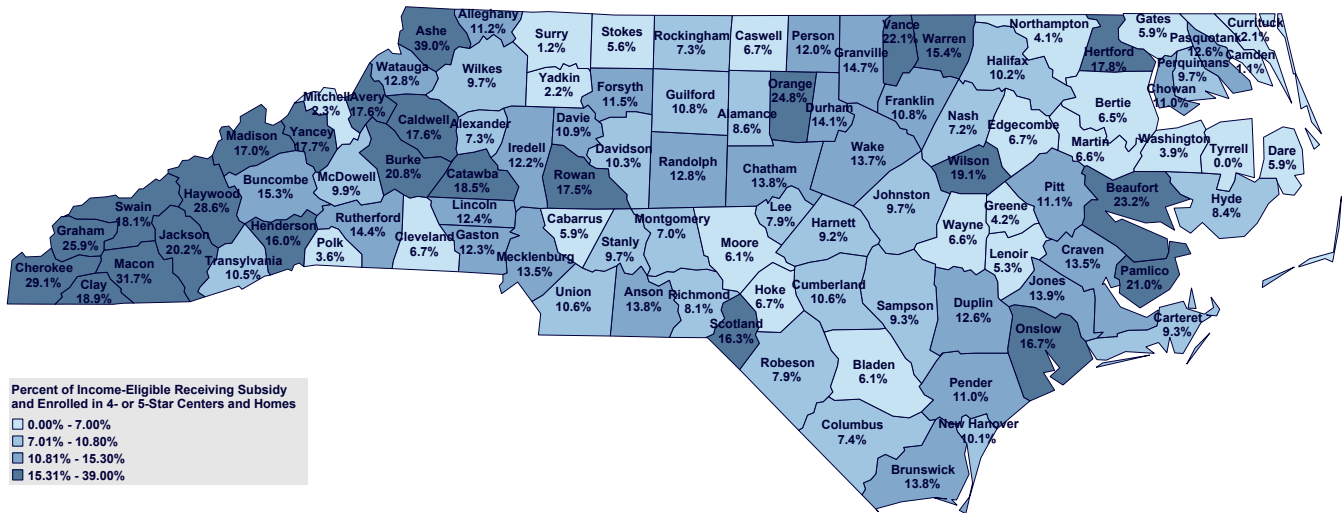 Alleghany
11.2%
Ashe
39.0%
Surry
1.2%
Stokes
5.6%
Rockingham
7.3%
Caswell
6.7%
Person
12.0%
Granville
14.7%
Vance
22.1%
Warren
15.4%
Northampton
4.1%
Gates
5.9%
Currituck
2.1%
Pasquotank
12.6%
Camden
1.1%
Hertford
17.8%
Perquimans
9.7%
Chowan
11.0%
Halifax
10.2%
Watauga
12.8%
Wilkes
9.7%
Yadkin
2.2%
Forsyth
11.5%
Guilford
10.8%
Alamance
8.6%
Orange
24.8%
Durham
14.1%
Franklin
10.8%
Nash
7.2%
Edgecombe
6.7%
Bertie
6.5%
Martin
6.6%
Washington
3.9%
Tyrrell
0.0%
Dare
5.9%
Mitchell
2.3%
Avery
17.6%
Caldwell
17.6%
Alexander
7.3%
Iredell
12.2%
Davie
10.9%
Davidson
10.3%
Randolph
12.8%
Chatham
13.8%
Wake
13.7%
Wilson
19.1%
Pitt
11.1%
Beaufort
23.2%
Hyde
8.4%
Madison
17.0%
Yancey
17.7%
Burke
20.8%
Catawba
18.5%
Rowan
17.5%
McDowell
9.9%
Buncombe
15.3%
Haywood
28.6%
Swain
18.1%
Graham
25.9%
Jackson
20.2%
Henderson
16.0%
Rutherford
14.4%
Polk
3.6%
Cleveland
6.7%
Lincoln
12.4%
Gaston
12.3%
Mecklenburg
13.5%
Cabarrus
5.9%
Stanly
9.7%
Montgomery
7.0%
Moore
6.1%
Lee
7.9%
Harnett
9.2%
Johnston
9.7%
Wayne
6.6%
Greene
4.2%
Lenoir
5.3%
Craven
13.5%
Pamlico
21.0%
Jones
13.9%
Cherokee
29.1%
Clay
18.9%
Macon
31.7%
Transylvania
10.5%
Union
10.6%
Anson
13.8%
Richmond
8.1%
Scotland
16.3%
Hoke
6.7%
Cumberland
10.6%
Sampson
9.3%
Duplin
12.6%
Onslow
16.7%
Carteret
9.3%
Robeson
7.9%
Bladen
6.1%
Pender
11.0%
Columbus
7.4%
New Hanover
10.1%
Brunswick
13.8%
Percent of Income-Eligible Receiving Subsidy
and Enrolled in 4- or 5-Star Centers and Homes
0.00% - 7.00%
7.01% - 10.80%
10.81% - 15.30%
15.31% - 39.00%